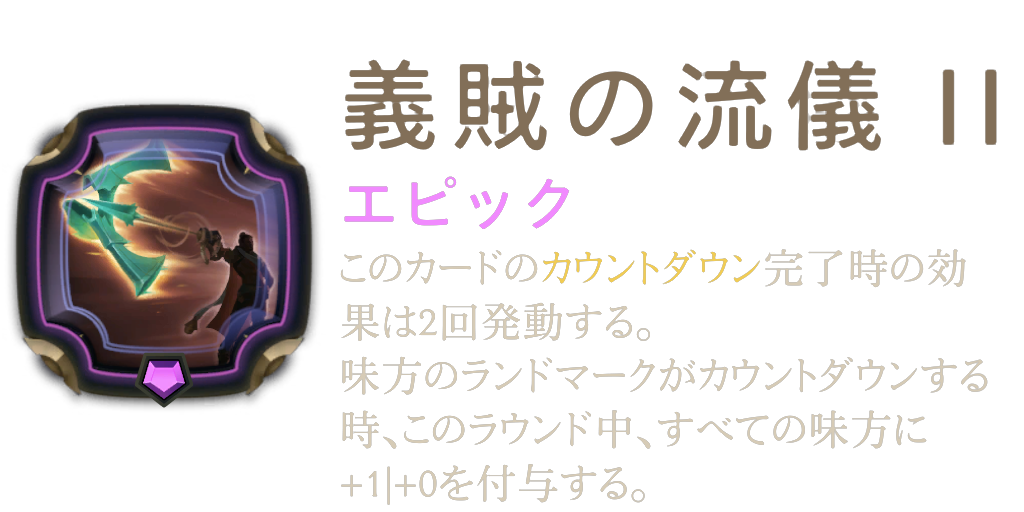 義賊の流儀 II
エピック
このカードのカウントダウン完了時の効
果は2回発動する。
味方のランドマークがカウントダウンする
時、このラウンド中、すべての味方に
+1|+0を付与する。